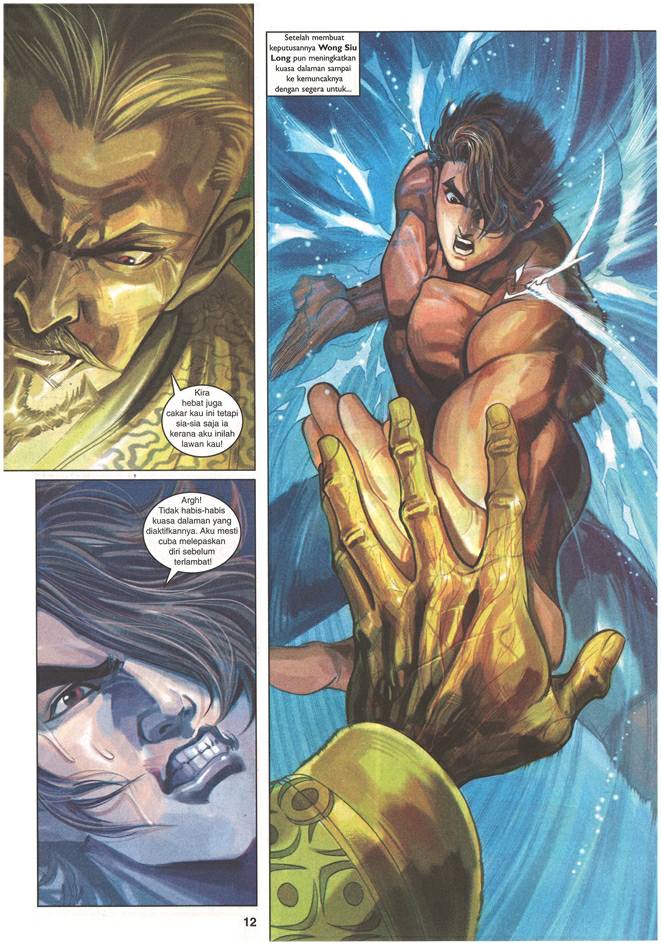 Kira
hebat juga
cakar kau ini tetapi
sia-sia saja ia
kerana aku inilah
lawan kau!
Argh!
Tidak habis-habis
kuasa dalaman yang
diaktifkannya. Aku mesti
cuba melepaskan
diri sebelum
terlambat!
Setelah membuat
keputusannya Wong Siu
Long pun meningkatkan
kuasa dalaman sampai
ke kemuncaknya
dengan segera untuk...
12